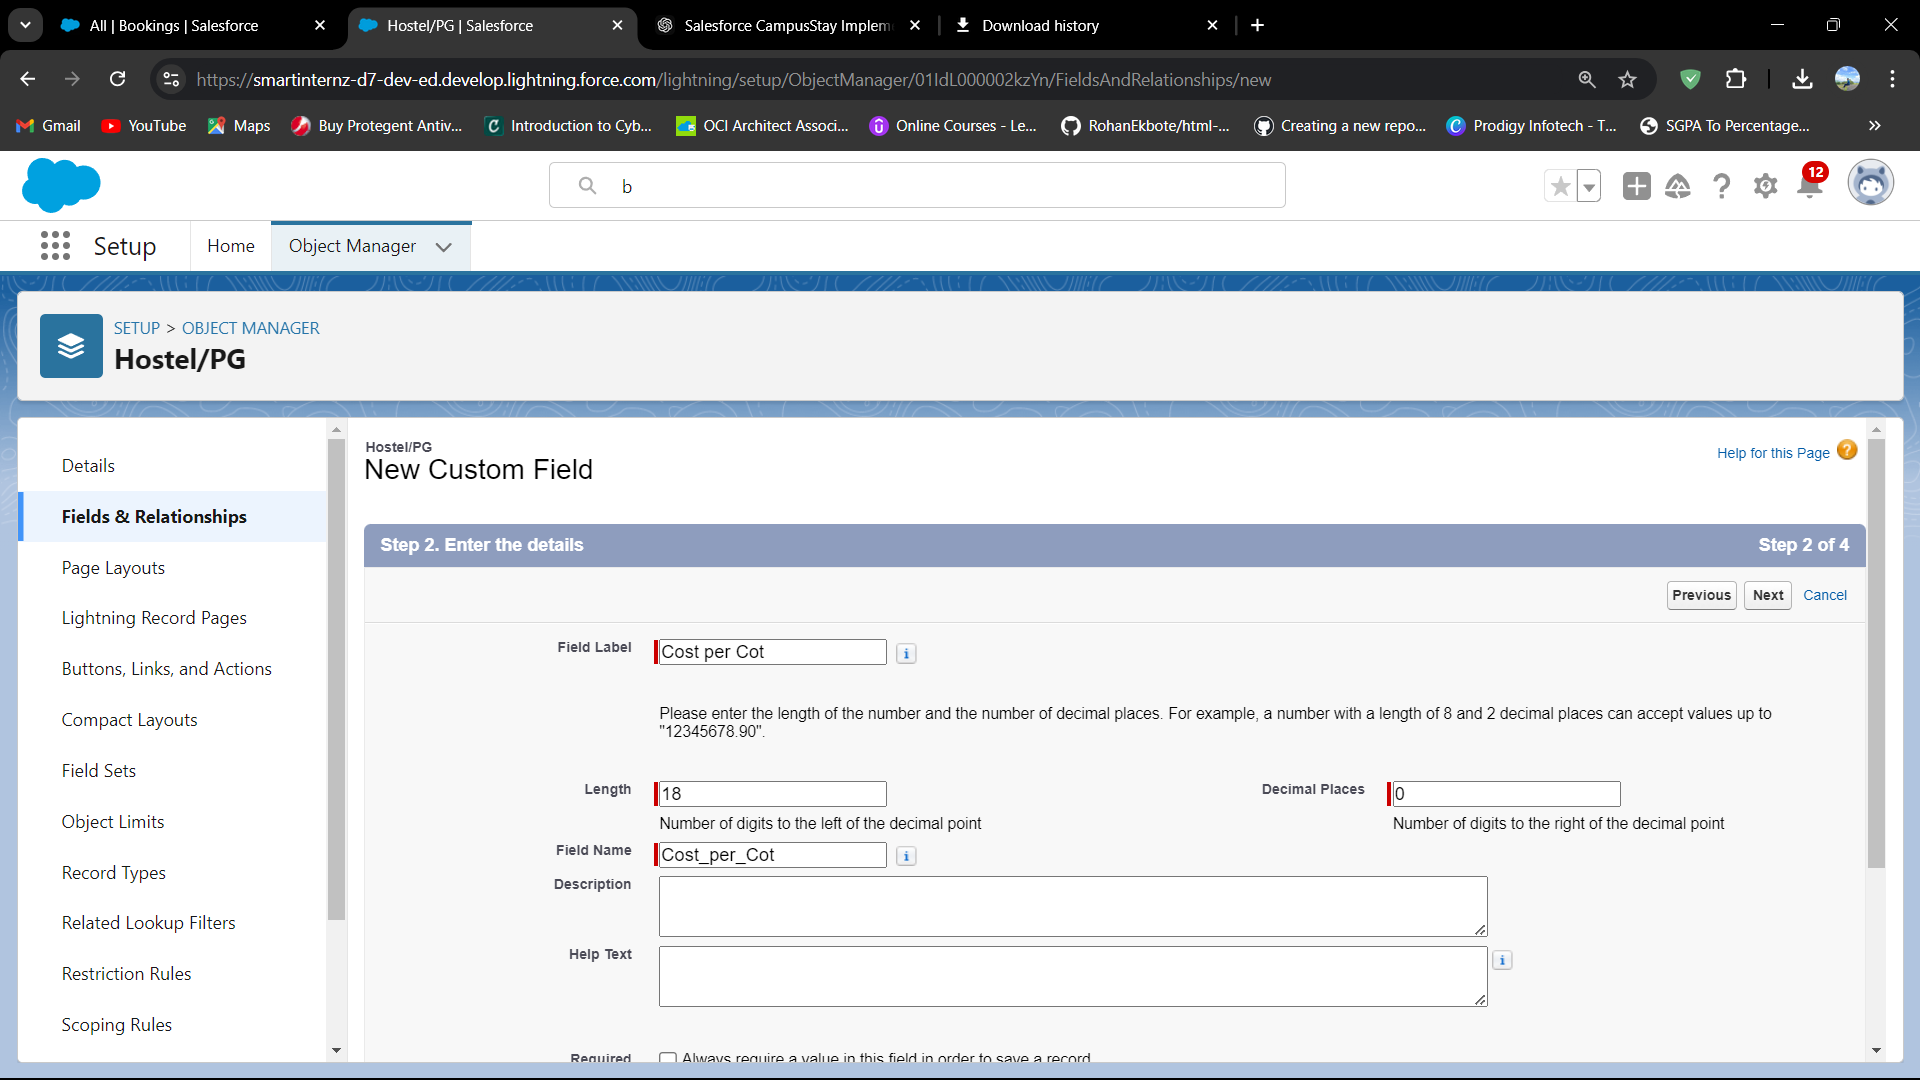 All | Bookings | Salesforce
Hostel/PG | Salesforce
Salesforce CampusStay Implem
Download history
https://smartinternz-d7-dev-ed.develop.lightning.force.com/lightning/setup/ObjectManager/01IdL000002kzYn/FieldsAndRelationships/new
Gmail
YouTube
Maps
Buy Protegent Antiv...
Introduction to Cyb...
OCI Architect Associ...
Online Courses - Le...
RohanEkbote/html-...
Creating a new repo...
Prodigy Infotech - T...
SGPA To Percentage...
b
12
Setup
Home
Object Manager
SETUP > OBJECT MANAGER
Hostel/PG
Details
Fields & Relationships
Page Layouts
Lightning Record Pages
Buttons, Links, and Actions
Compact Layouts
Field Sets
Object Limits
Record Types
Related Lookup Filters
Restriction Rules
Scoping Rules
Hostel/PG
New Custom Field
Help for this Page
Step 2. Enter the details
Step 2 of 4
Previous
Next
Cancel
Field Label
Cost per Cot
Please enter the length of the number and the number of decimal places. For example, a number with a length of 8 and 2 decimal places can accept values up to
"12345678.90".
Length
18
Decimal Places
0
Number of digits to the left of the decimal point
Number of digits to the right of the decimal point
Field Name
Cost_per_Cot
Description
Help Text
Required
Always require a value in this field in order to save a record